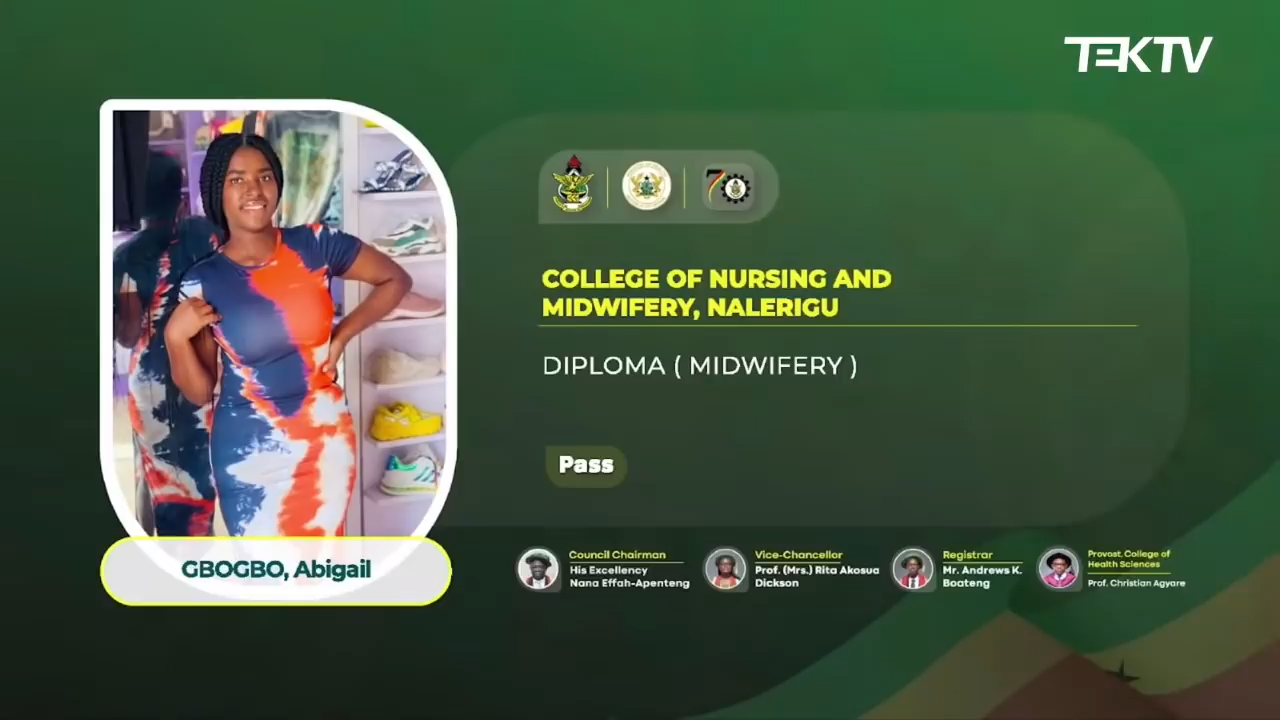 TEKTV
COLLEGE OF NURSING AND
MIDWIFERY, NALERIGU
DIPLOMA ( MIDWIFERY )
Pass
GBOGBO, Abigail
Council Chairman
His Excellency
Nana Effah-Apenteng
Vice-Chancellor
Prof. (Mrs.) Rita Akosua
Dickson
Registrar
Mr. Andrews K.
Boateng
Provost, College of
Health Sciences
Prof. Christian Agyare